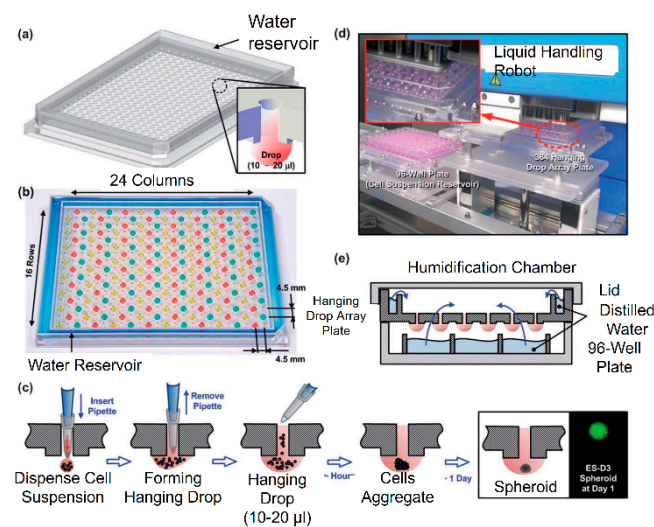 (a)
Water
reservoir
Drop
(10 - 20 µl)
(b)
24 Columns
16 Rows
4.5 mm
4.5 mm
Water Reservoir
(c)
Insert
Pipette
Remove
Pipette
Dispense Cell
Suspension
Forming
Hanging Drop
Hanging
Drop
(10-20 µl)
~ Hour
Cells
Aggregate
1 Day
Spheroid
ES-D3
Spheroid
at Day 1
(d)
Liquid Handling
Robot
96-Well Plate
(Cell Suspension Reservoir)
384 Hanging
Drop Array Plate
(e)
Humidification Chamber
Hanging
Drop Array
Plate
Lid
Distilled
Water
96-Well
Plate